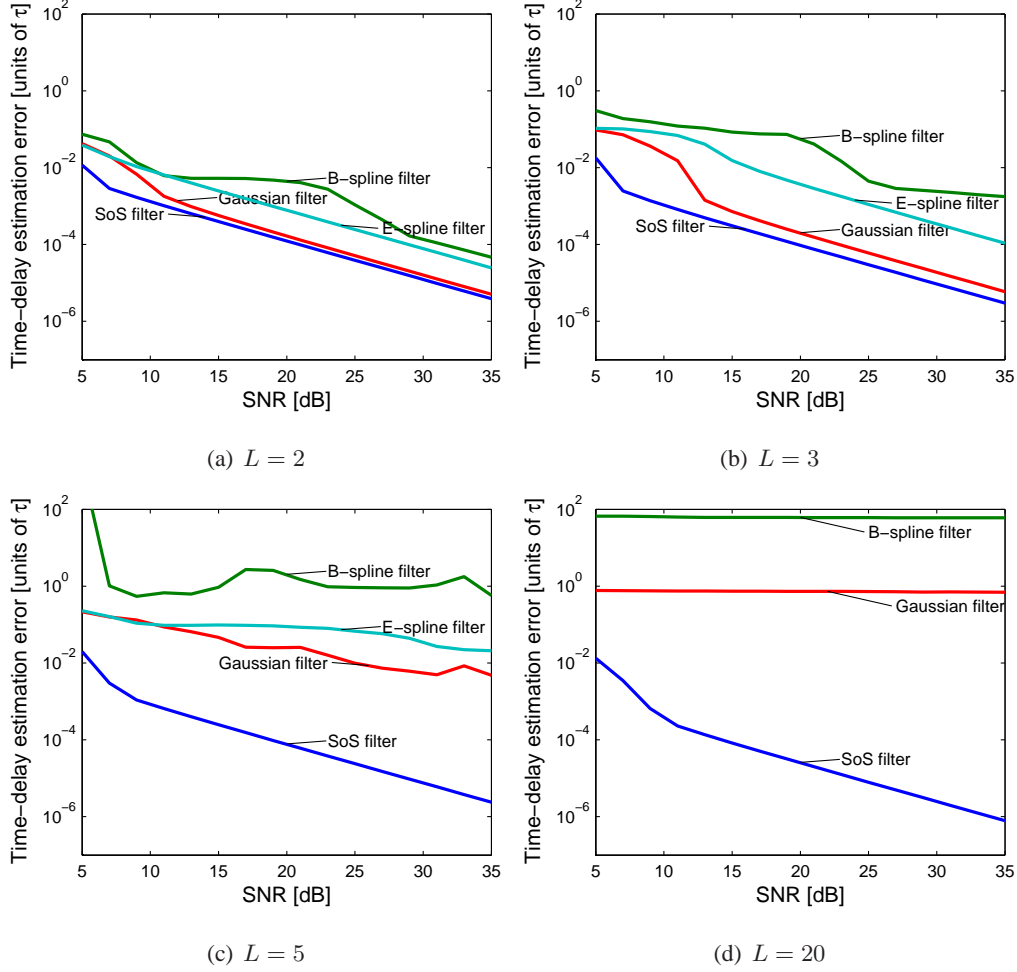 10^2
10^0
10^-2
10^-4
10^-6
Time-delay estimation error [units of τ]
B-spline filter
Gaussian filter
SoS filter
E-spline filter
5 10 15 20 25 30 35
SNR [dB]
(a) L = 2
10^2
10^0
10^-2
10^-4
10^-6
Time-delay estimation error [units of τ]
B-spline filter
E-spline filter
SoS filter
Gaussian filter
5 10 15 20 25 30 35
SNR [dB]
(b) L = 3
10^2
10^0
10^-2
10^-4
10^-6
Time-delay estimation error [units of τ]
B-spline filter
E-spline filter
Gaussian filter
SoS filter
5 10 15 20 25 30 35
SNR [dB]
(c) L = 5
10^2
10^0
10^-2
10^-4
10^-6
Time-delay estimation error [units of τ]
B-spline filter
Gaussian filter
SoS filter
5 10 15 20 25 30 35
SNR [dB]
(d) L = 20